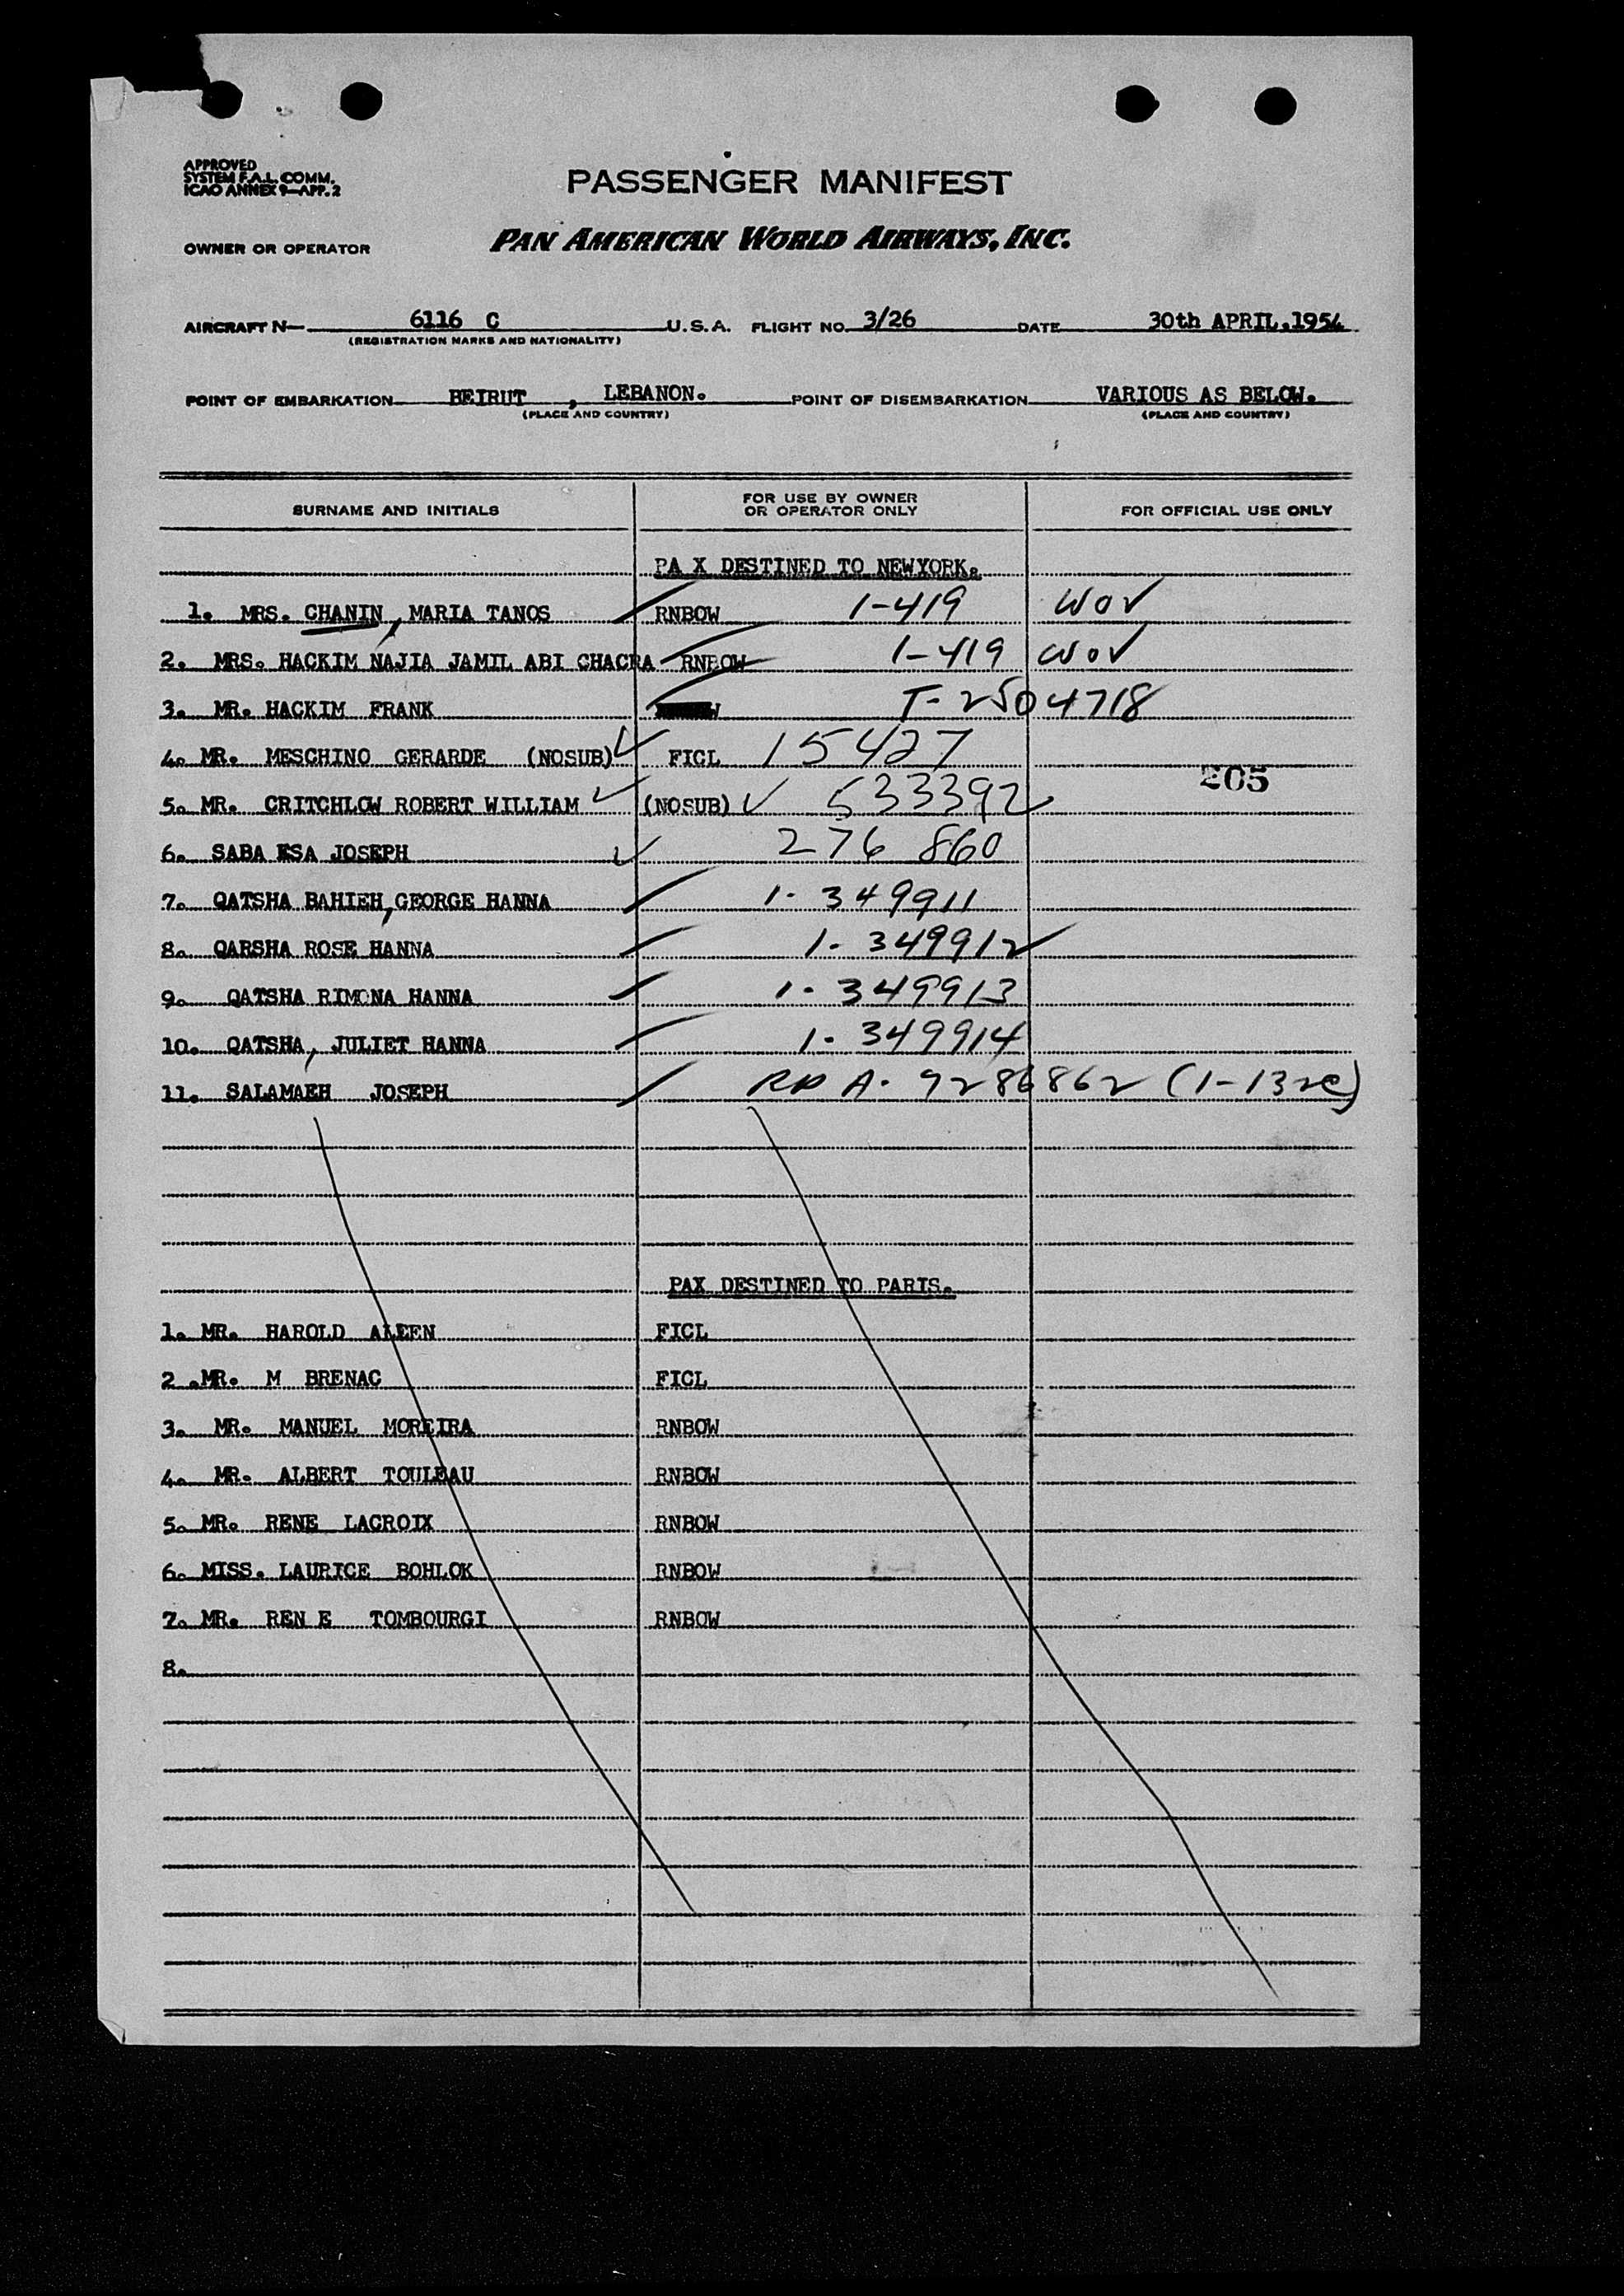 APPROVED
SYSTEM F.A.L. COMM.
ICAO ANNEX 9—APP. 2
PASSENGER MANIFEST
OWNER OR OPERATOR PAN AMERICAN WORLD AIRWAYS, INC.
AIRCRAFT N— 6116 C U.S.A. FLIGHT NO. 3/26 DATE 30th APRIL.1954
(REGISTRATION MARKS AND NATIONALITY)
POINT OF EMBARKATION BEIRUT , LEBANON. POINT OF DISEMBARKATION VARIOUS AS BELOW.
(PLACE AND COUNTRY) (PLACE AND COUNTRY)
SURNAME AND INITIALS FOR USE BY OWNER OR OPERATOR ONLY FOR OFFICIAL USE ONLY
PA X DESTINED TO NEWYORK.
1. MRS. CHANIN, MARIA TANOS RNBOW 1-419 WOV
2. MRS. HACKIM NAJIA JAMIL ABI CHACRA RNBOW 1-419 WOV
3. MR. HACKIM FRANK T-2504718
4. MR. MESCHINO GERARDE (NOSUB) FICL 15427
205
5. MR. CRITCHLOW ROBERT WILLIAM (NOSUB) 533392
6. SABA ESA JOSEPH 276 860
7. QATSHA BAHIEH, GEORGE HANNA 1-349911
8. QARSHA ROSE HANNA 1-349912
9. QATSHA RIMONA HANNA 1-349913
10. QATSHA, JULIET HANNA 1-349914
11. SALAMAEH JOSEPH A-9286862 (1-132c)
PAX DESTINED TO PARIS.
1. MR. HAROLD ALEEN FICL
2 .MR. M BRENAC FICL
3. MR. MANUEL MOREIRA RNBOW
4. MR. ALBERT TOULEAU RNBOW
5. MR. RENE LACROIX RNBOW
6. MISS. LAURICE BOHLOK RNBOW
7. MR. REN E TOMBOURGI RNBOW
8.